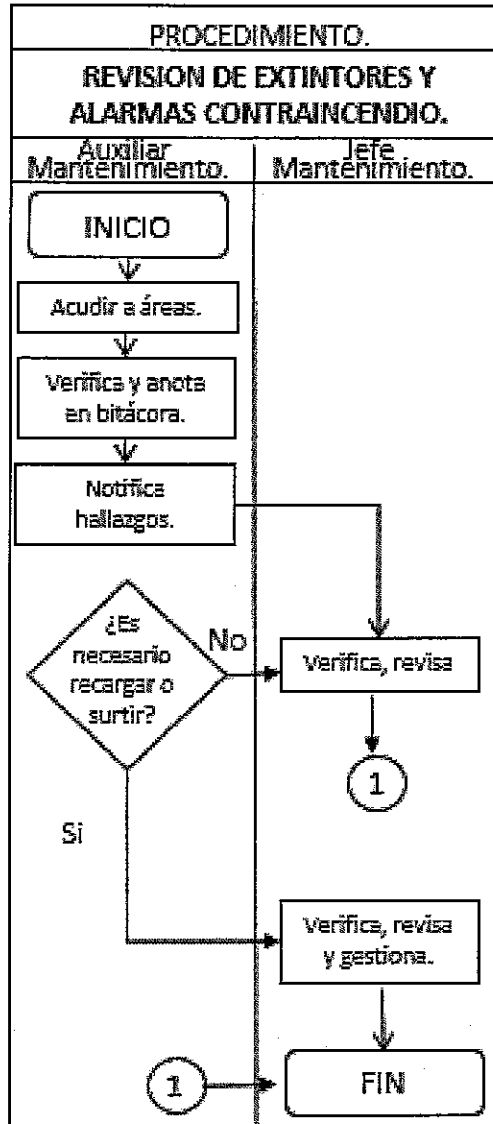 PROCEDIMIENTO.
REVISION DE EXTINTORES Y
ALARMAS CONTRAINCENDIO.
Auxiliar
Mantenimiento.
Jefe
Mantenimiento.
INICIO
Acudir a áreas.
Verifica y anota
en bitácora.
Notifica
hallazgos.
¿Es
necesario
recargar o
surtir?
No
Verifica, revisa
1
Si
Verifica, revisa
y gestiona.
1
FIN